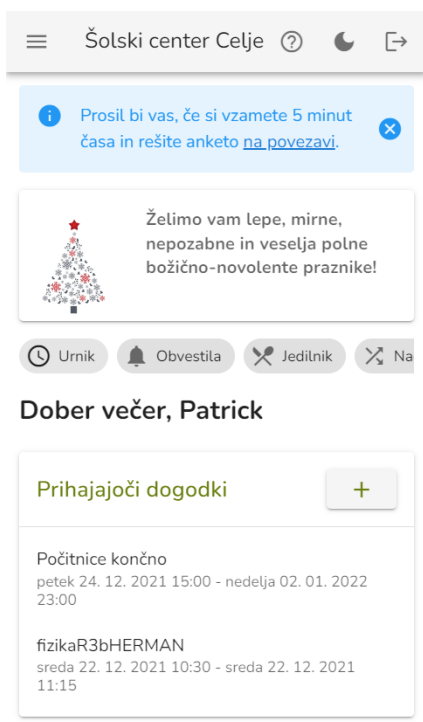 Šolski center Celje
Prosil bi vas, če si vzamete 5 minut
časa in rešite anketo na povezavi.
Želimo vam lepe, mirne,
nepozabne in veselja polne
božično-novolente praznike!
Urnik
Obvestila
Jedilnik
Na
Dober večer, Patrick
Prihajajoči dogodki
+
Počitnice končno
petek 24. 12. 2021 15:00 - nedelja 02. 01. 2022
23:00
fizikaR3bHERMAN
sreda 22. 12. 2021 10:30 - sreda 22. 12. 2021
11:15